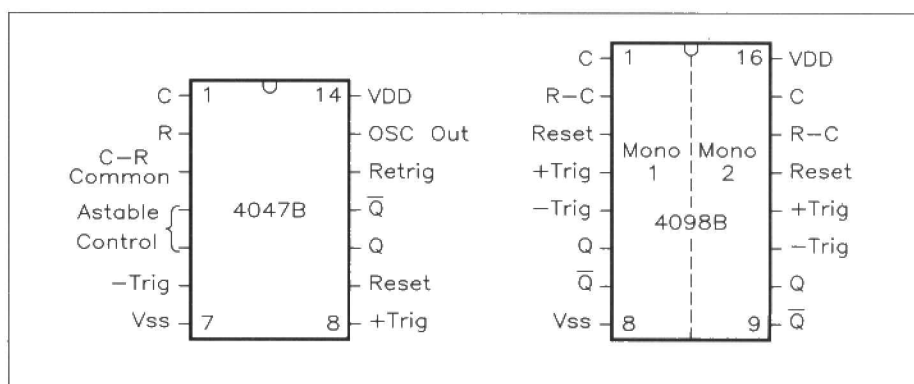 C 1 14 VDD
R OSC Out
C-R
Common Retrig
Astable
Control
Q̅
4047B
Q
-Trig Reset
Vss 7 8 +Trig
C 1 16 VDD
R-C C
Reset R-C
Mono
1
Mono
2
+Trig Reset
-Trig +Trig
4098B
Q -Trig
Q̅ Q
Vss 8 9 Q̅